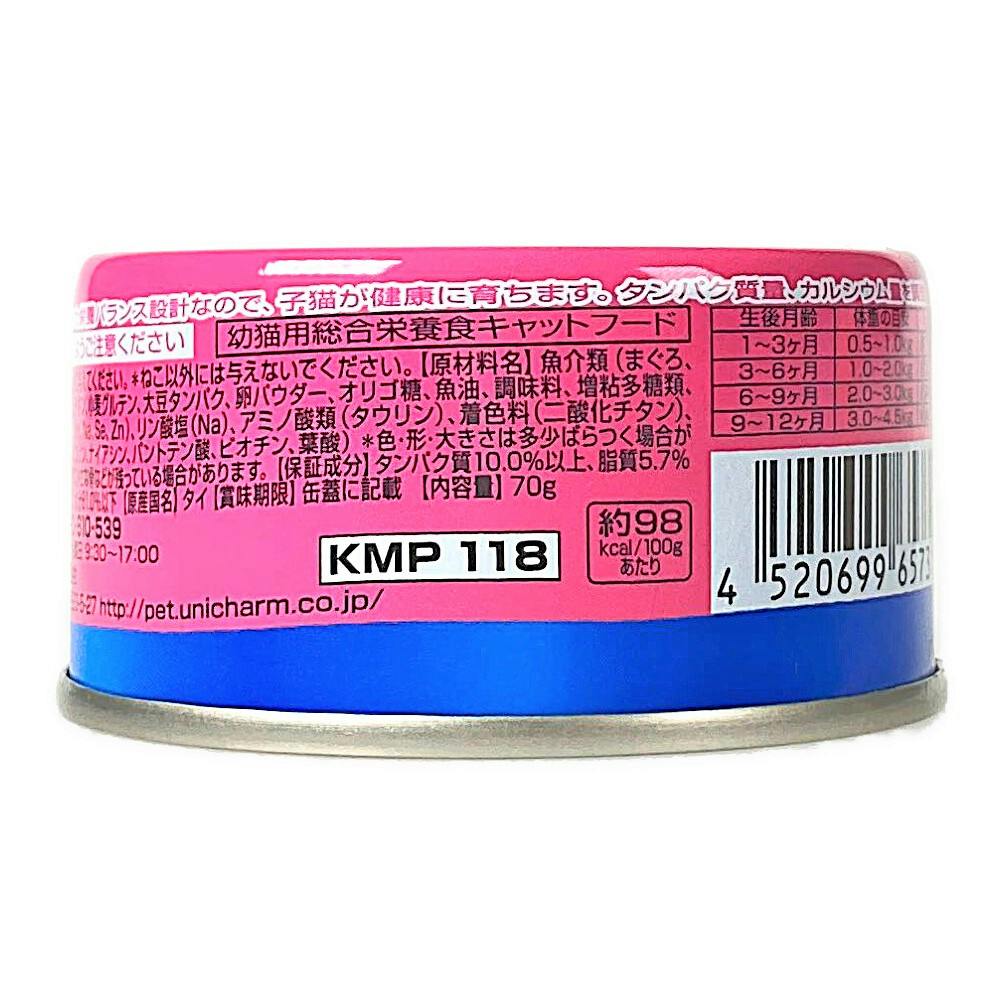 栄養バランス設計なので、子猫が健康に育ちます。タンパク質量、カルシウム量を
ご注意ください
幼猫用総合栄養食キャットフード
てください。*ねこ以外には与えないでください。【原材料名】魚介類（まぐろ、
小麦グルテン、大豆タンパク、卵パウダー、オリゴ糖、魚油、調味料、増粘多糖類、
Se, Zn）、リン酸塩（Na）、アミノ酸類（タウリン）、着色料（二酸化チタン）、
ナイアシン、パントテン酸、ビオチン、葉酸） *色・形・大きさは多少ばらつく場合が
などが残っている場合があります。【保証成分】タンパク質10.0%以上、脂質5.7%
1.0%以下【原産国名】タイ【賞味期限】缶蓋に記載 【内容量】70g
810-539
9:30〜17:00
5-27 http://pet.unicharm.co.jp/
KMP 118
約98
kcal/100g
あたり
生後月齢 体重の目安
1〜3ヶ月 0.5〜1.0kg
3〜6ヶ月 1.0〜2.0kg
6〜9ヶ月 2.0〜3.0kg
9〜12ヶ月 3.0〜4.5kg
4 520699 6573